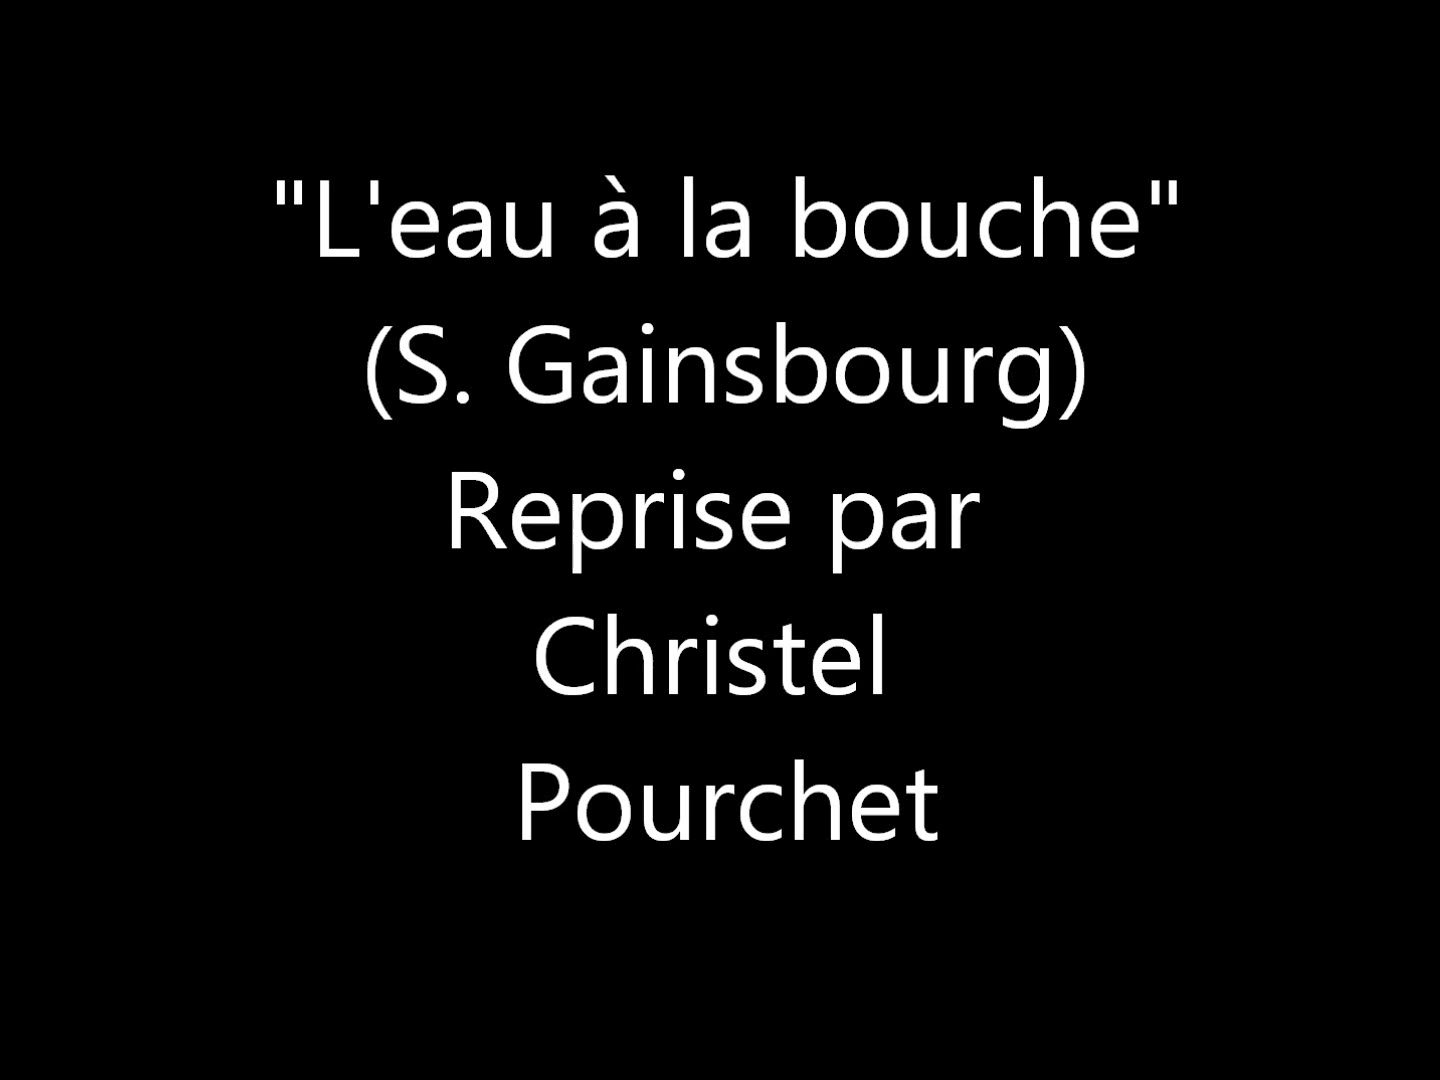 "L'eau à la bouche"
(S. Gainsbourg)
Reprise par
Christel
Pourchet